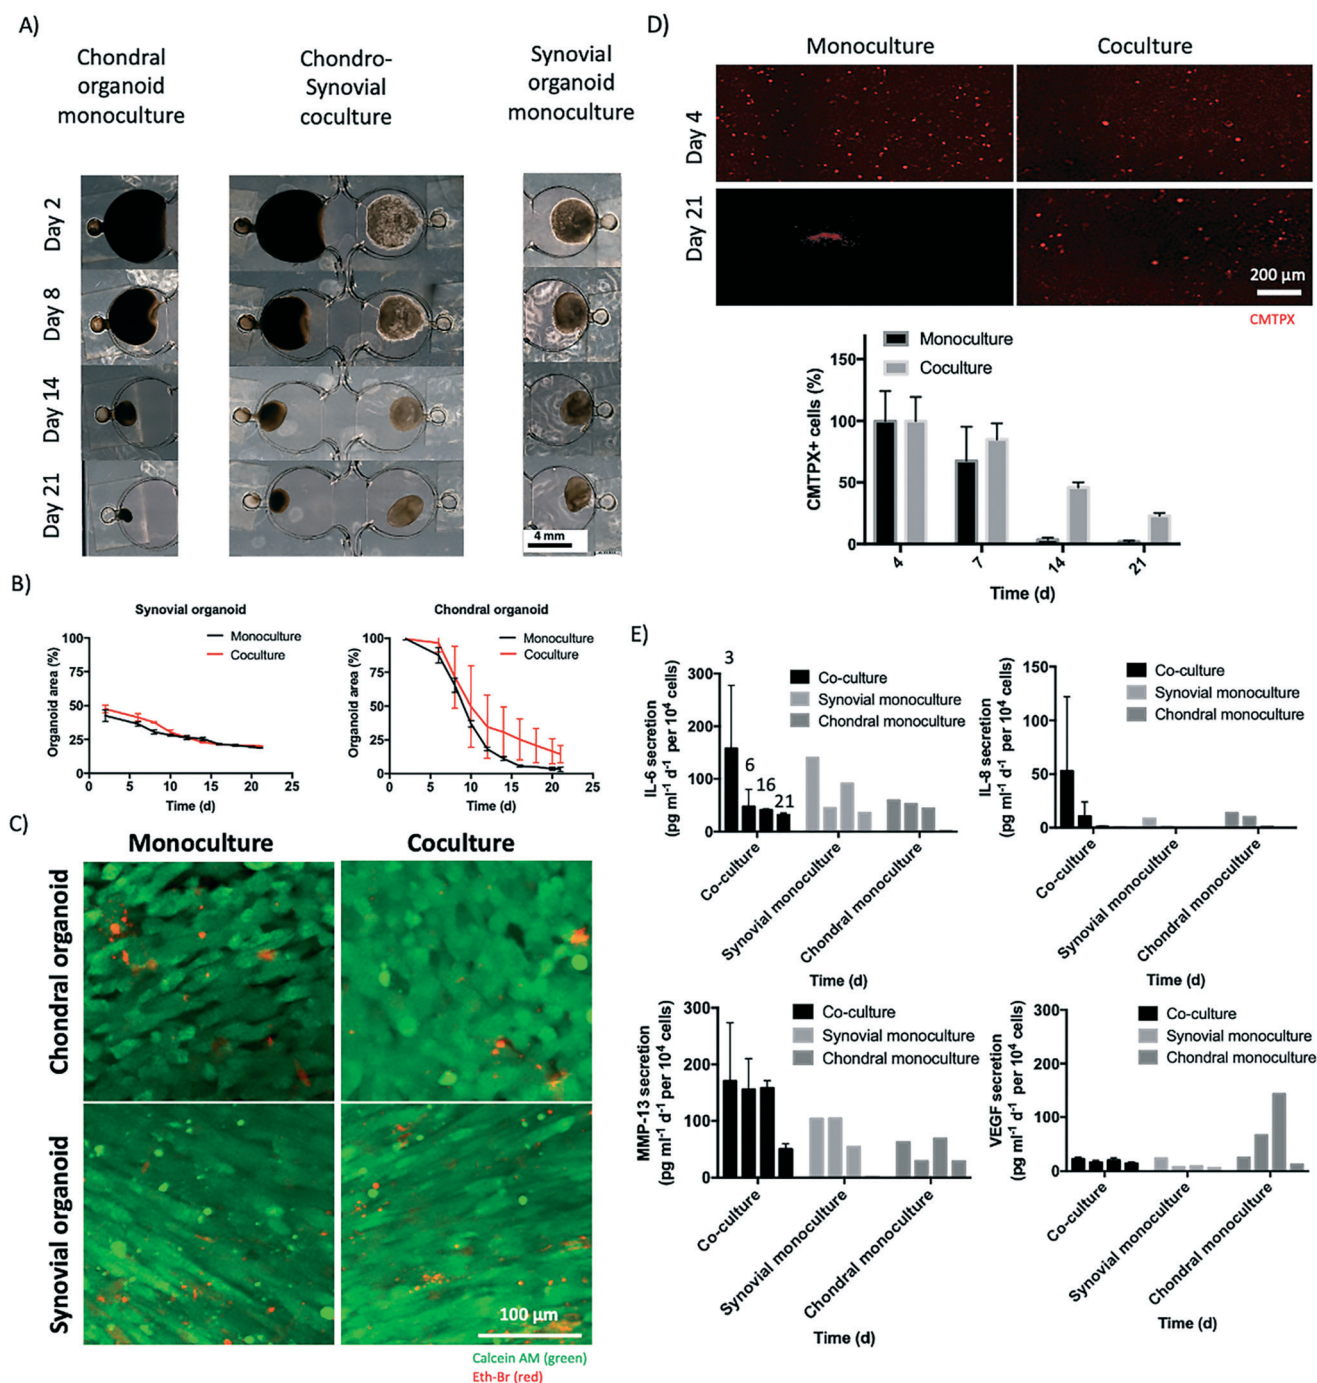 A)
Chondral
organoid
monoculture
Chondro-
Synovial
coculture
Synovial
organoid
monoculture
Day 2
Day 8
Day 14
Day 21
4 mm
B)
Synovial organoid
Monoculture
Coculture
Organoid area (%)
100
75
50
25
0
0 5 10 15 20 25
Time (d)
Chondral organoid
Monoculture
Coculture
Organoid area (%)
100
75
50
25
0
0 5 10 15 20 25
Time (d)
C)
Monoculture
Coculture
Chondral organoid
Synovial organoid
100 µm
Calcein AM (green)
Eth-Br (red)
D)
Monoculture
Coculture
Day 4
Day 21
200 µm
CMTPX
Monoculture
Coculture
CMTPX+ cells (%)
150
100
50
0
4 7 14 21
Time (d)
E)
IL-6 secretion
(pg ml⁻¹ d⁻¹ per 10⁴ cells)
300
200
100
0
3
6
16
21
Co-culture
Synovial monoculture
Chondral monoculture
Co-culture
Synovial monoculture
Chondral monoculture
Time (d)
IL-8 secretion
(pg ml⁻¹ d⁻¹ per 10⁴ cells)
150
100
50
0
Co-culture
Synovial monoculture
Chondral monoculture
Co-culture
Synovial monoculture
Chondral monoculture
Time (d)
MMP-13 secretion
(pg ml⁻¹ d⁻¹ per 10⁴ cells)
300
200
100
0
Co-culture
Synovial monoculture
Chondral monoculture
Co-culture
Synovial monoculture
Chondral monoculture
Time (d)
VEGF secretion
(pg ml⁻¹ d⁻¹ per 10⁴ cells)
300
200
100
0
Co-culture
Synovial monoculture
Chondral monoculture
Co-culture
Synovial monoculture
Chondral monoculture
Time (d)